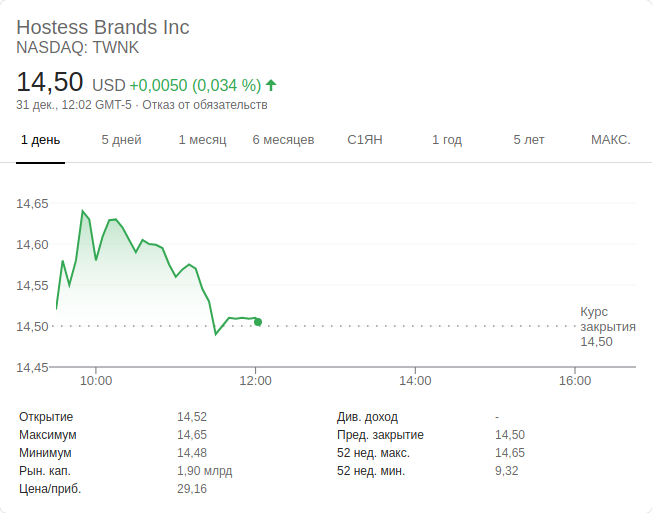 Hostess Brands Inc
NASDAQ: TWNK
14,50 USD +0,0050 (0,034 %)
31 дек., 12:02 GMT-5 · Отказ от обязательств
1 день 5 дней 1 месяц 6 месяцев С1ЯН 1 год 5 лет МАКС.
14,65
14,60
14,55
14,50
14,45
Курс
закрытия
14,50
10:00 12:00 14:00 16:00
Открытие 14,52
Максимум 14,65
Минимум 14,48
Рын. кап. 1,90 млрд
Цена/приб. 29,16
Див. доход -
Пред. закрытие 14,50
52 нед. макс. 14,65
52 нед. мин. 9,32